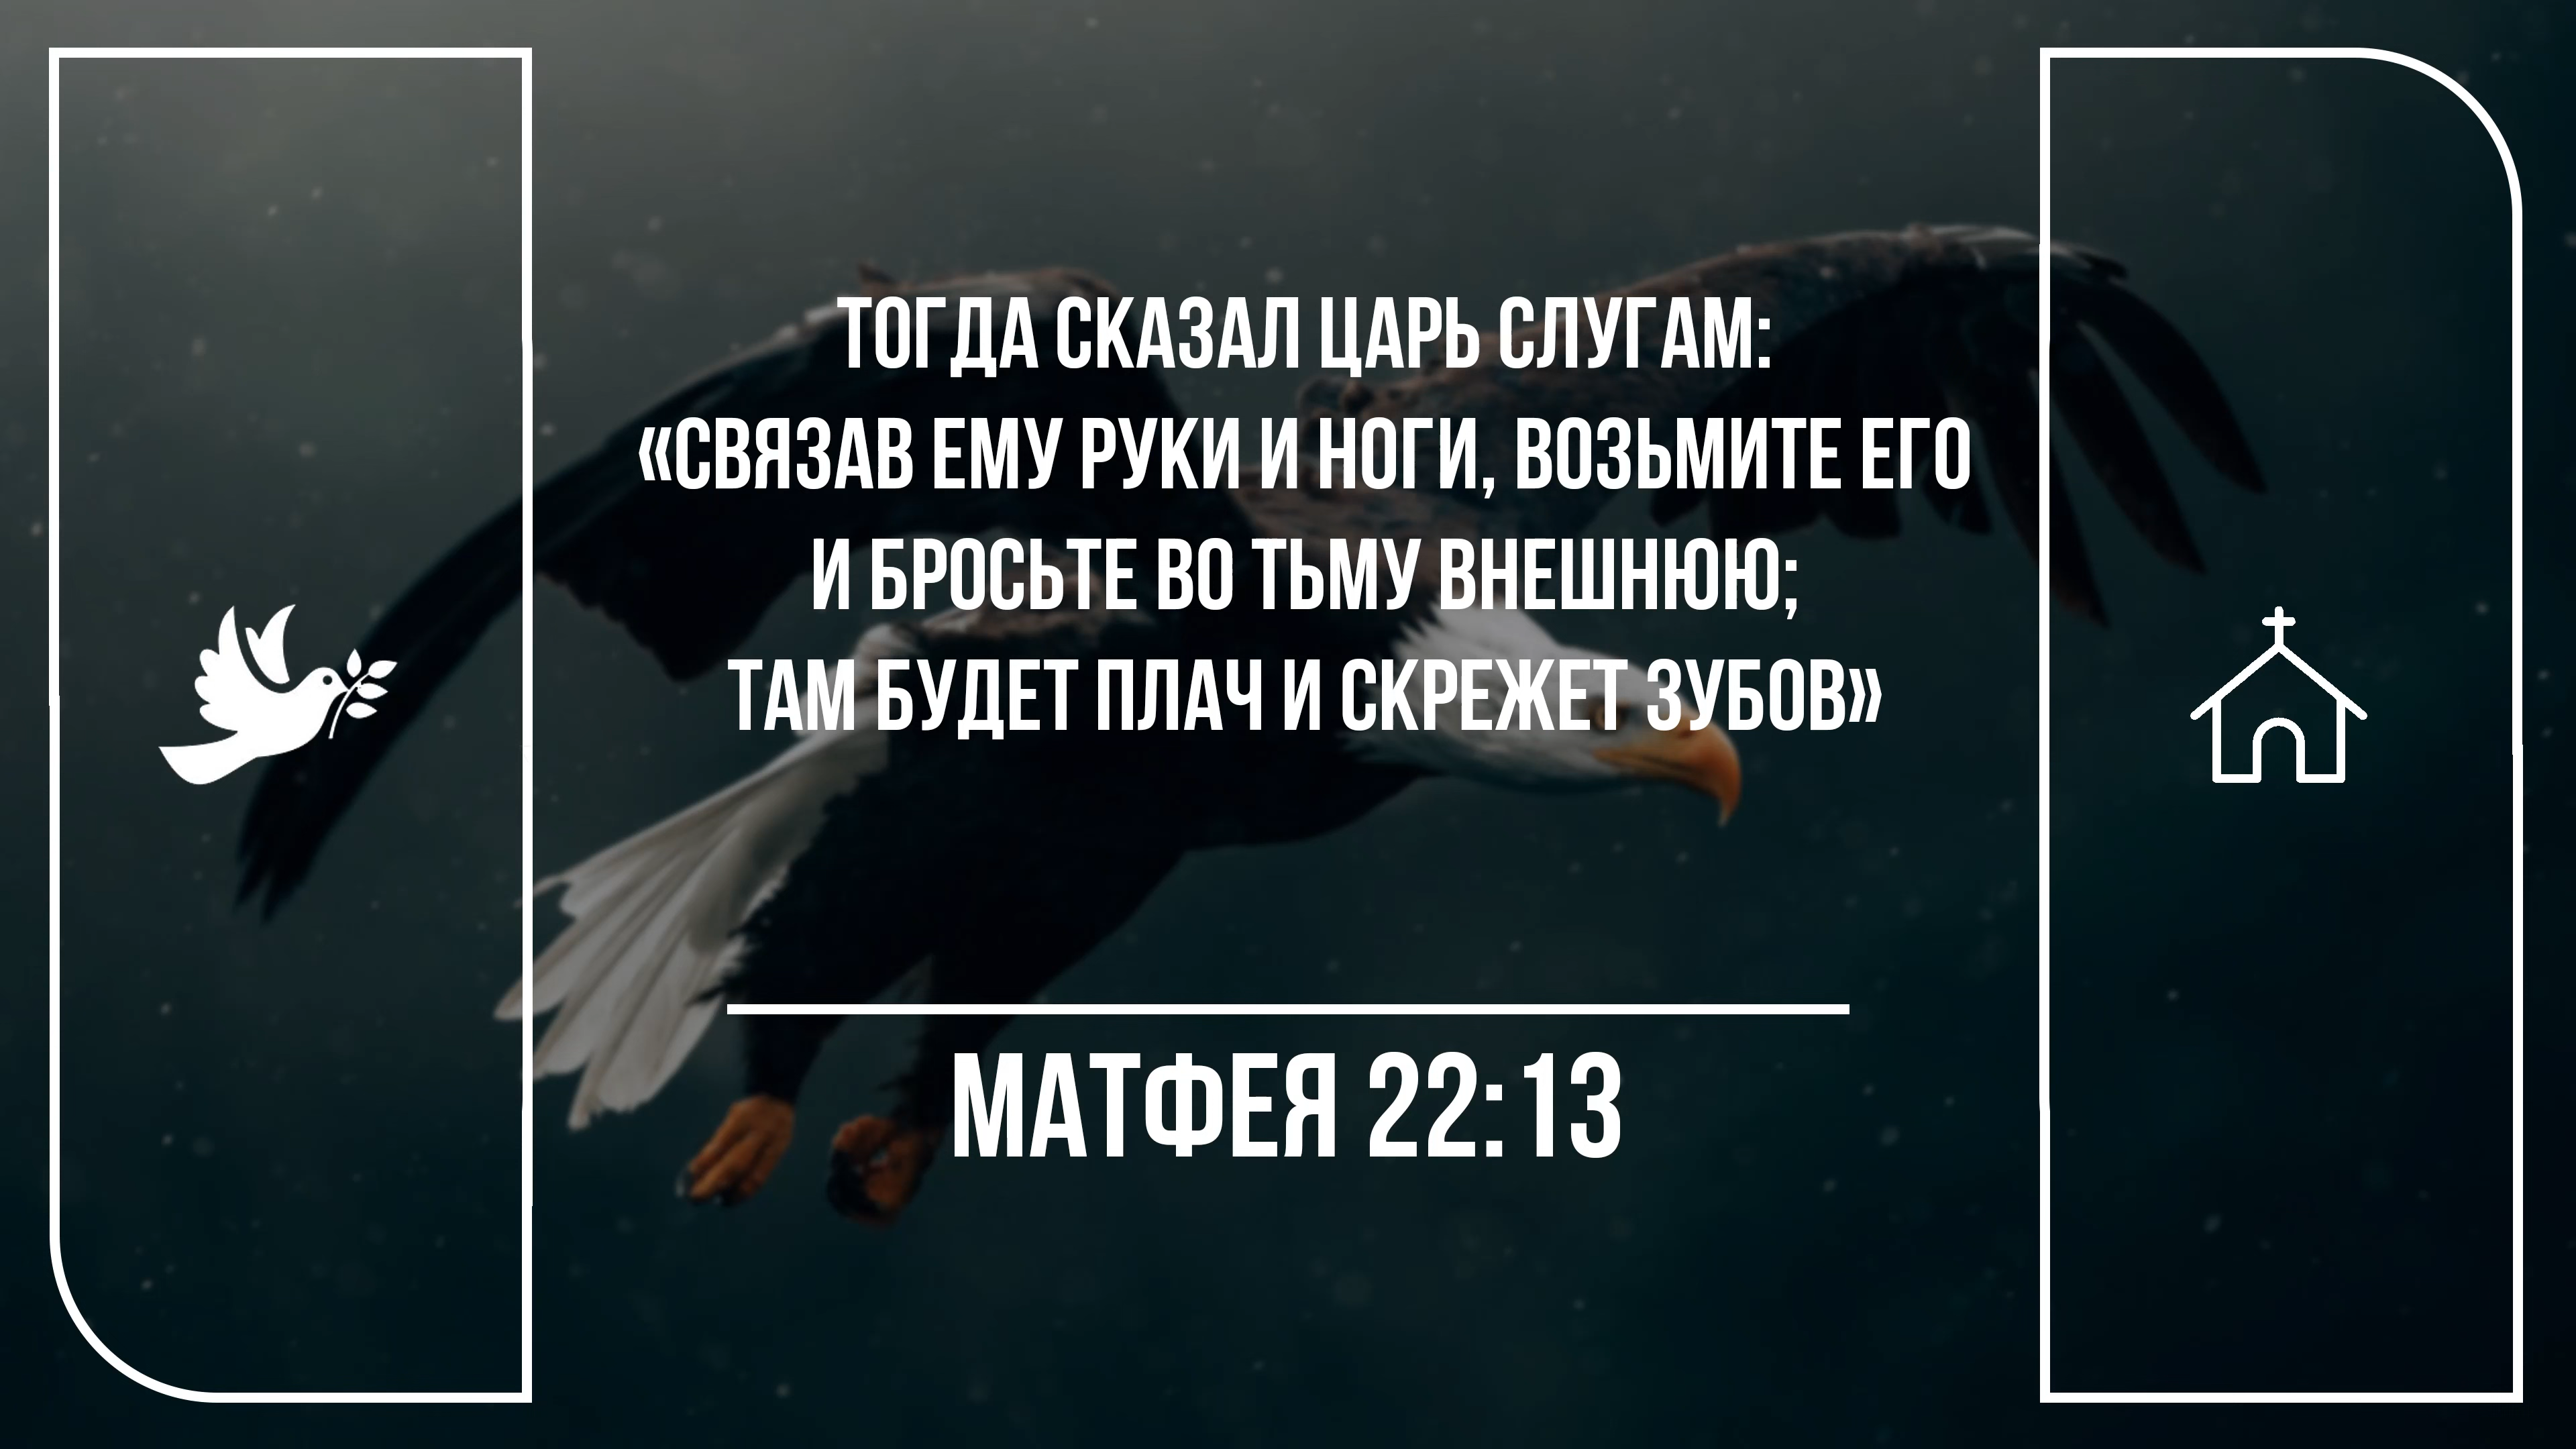 ТОГДА СКАЗАЛ ЦАРЬ СЛУГАМ:
«СВЯЗАВ ЕМУ РУКИ И НОГИ, ВОЗЬМИТЕ ЕГО
И БРОСЬТЕ ВО ТЬМУ ВНЕШНЮЮ;
ТАМ БУДЕТ ПЛАЧ И СКРЕЖЕТ ЗУБОВ»
МАТФЕЯ 22:13